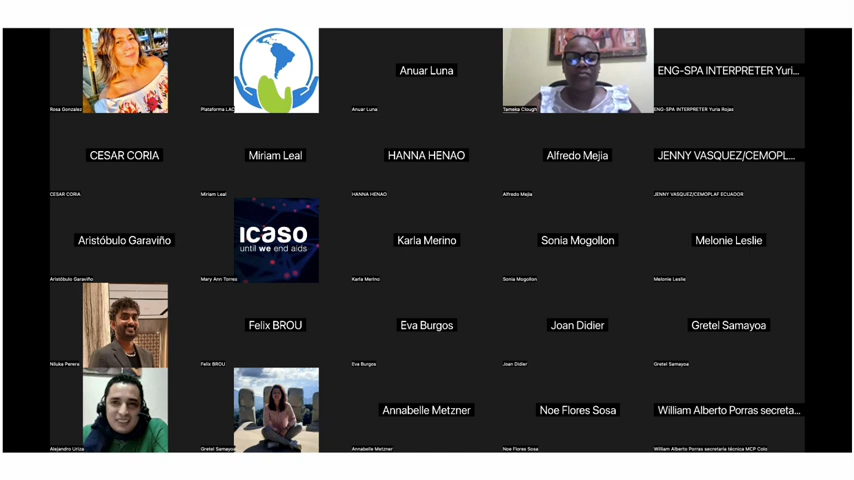 Anuar Luna
ENG-SPA INTERPRETER Yuri...
Rosa Gonzalez
Plataforma LAC
Anuar Luna
Tameka Clough
ENG-SPA INTERPRETER Yuria Rojas
CESAR CORIA
Miriam Leal
HANNA HENAO
Alfredo Mejia
JENNY VASQUEZ/CEMOPL...
CESAR CORIA
Miriam Leal
HANNA HENAO
Alfredo Mejia
JENNY VASQUEZ/CEMOPLAF ECUADOR
Aristóbulo Garaviño
ICASO
until we end aids
Karla Merino
Sonia Mogollon
Melonie Leslie
Aristóbulo Garaviño
Mary Ann Torres
Karla Merino
Sonia Mogollon
Melonie Leslie
Felix BROU
Eva Burgos
Joan Didier
Gretel Samayoa
Niluka Perera
Felix BROU
Eva Burgos
Joan Didier
Gretel Samayoa
Annabelle Metzner
Noe Flores Sosa
William Alberto Porras secreta...
Alejandro Urizar
Gretel Samayoa
Annabelle Metzner
Noe Flores Sosa
William Alberto Porras secretaria técnica MCP Colo